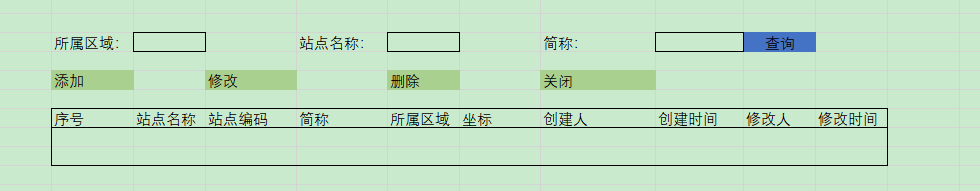 所属区域： 站点名称： 简称： 查询
添加 修改 删除 关闭
序号 站点名称 站点编码 简称 所属区域 坐标 创建人 创建时间 修改人 修改时间